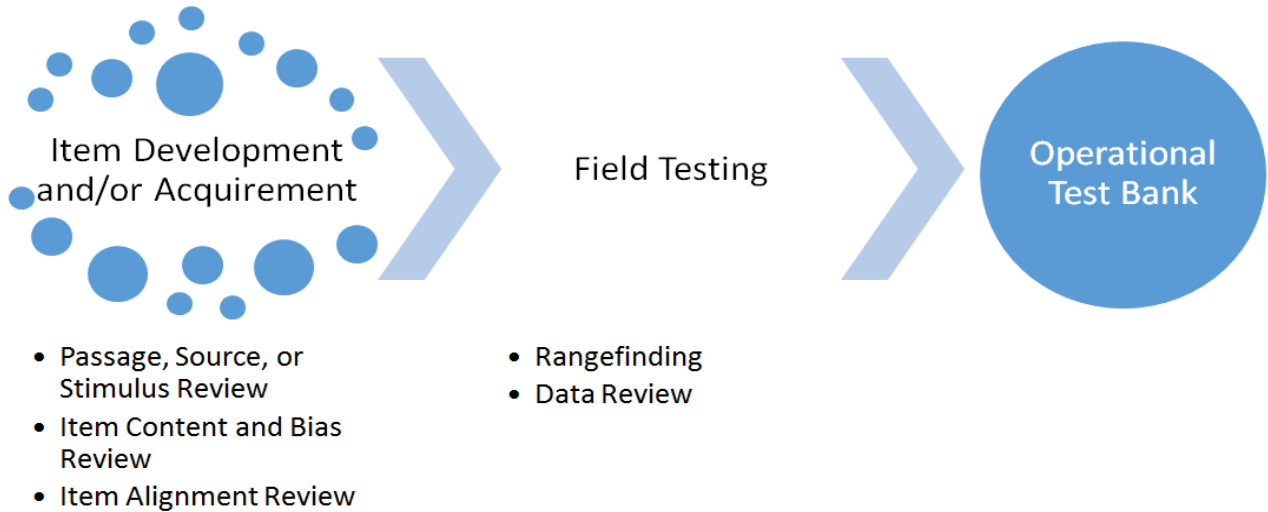 Item Development
and/or Acquirement
Field Testing
Operational
Test Bank
• Passage, Source, or
Stimulus Review
• Item Content and Bias
Review
• Item Alignment Review
• Rangefinding
• Data Review